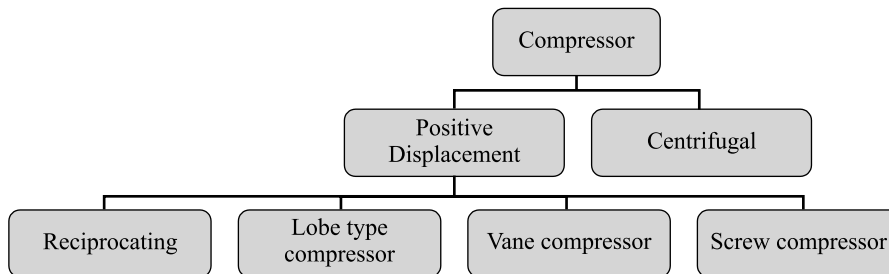 Compressor
Positive
Displacement
Centrifugal
Reciprocating
Lobe type
compressor
Vane compressor
Screw compressor